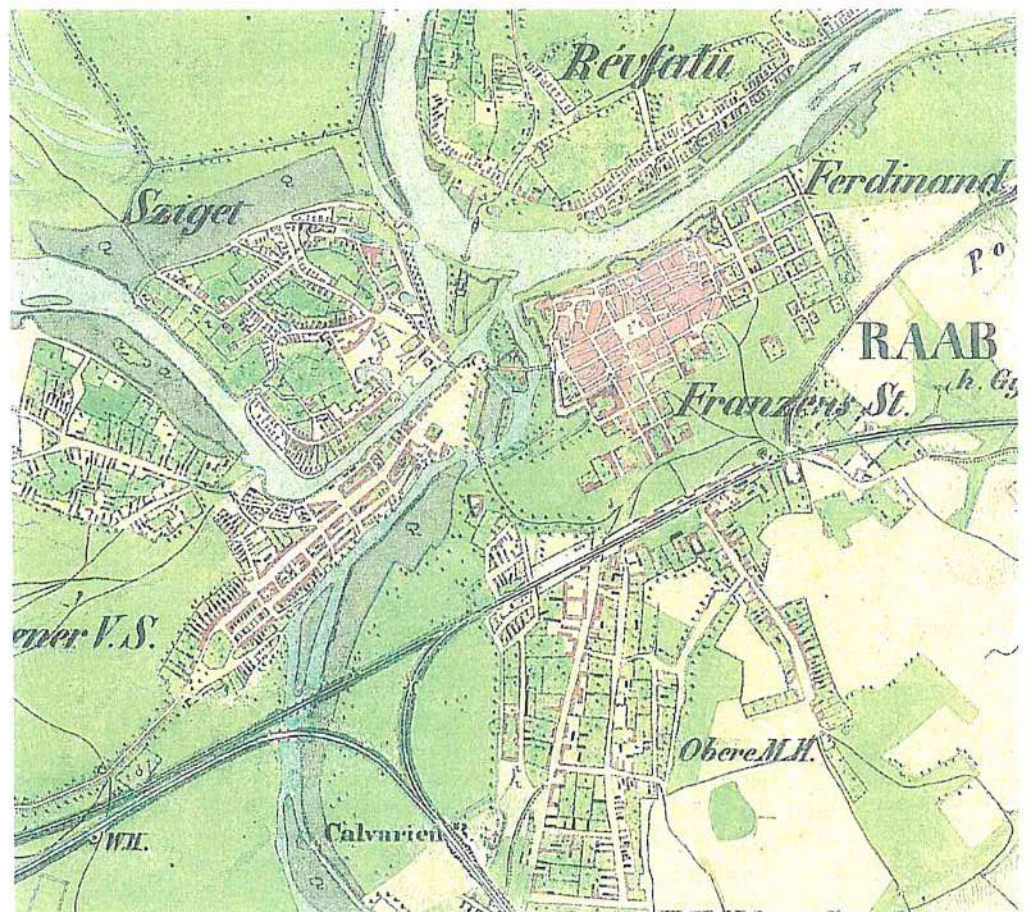 Révfalu
Ferdinand
Sziget
RAAB
Franzens St.
ener V.S.
Obere M.H.
W.H.
Calvarien B.